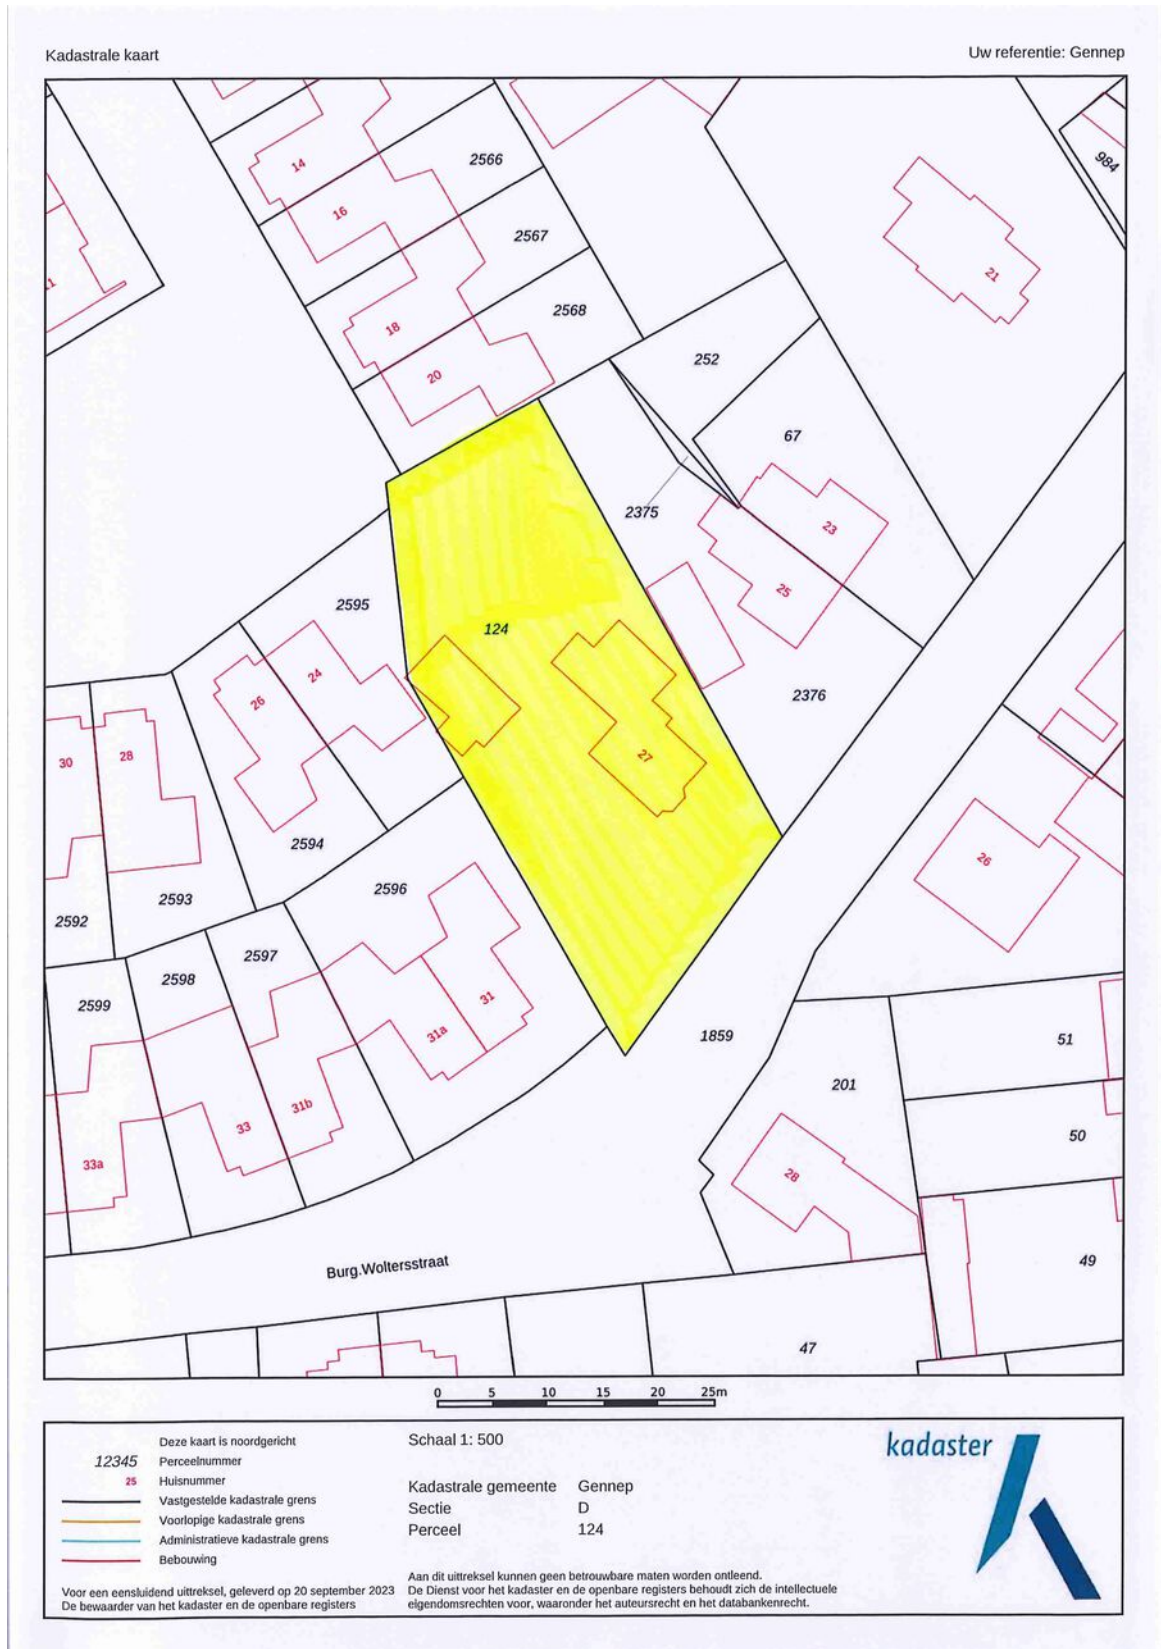 Kadastrale kaart
Uw referentie: Gennep
984
14
2566
16
2567
21
2568
18
252
20
67
2375
23
25
2595
124
24
2376
26
27
28
30
2594
26
2596
2593
2592
2597
2598
31
2599
1859
31a
51
201
31b
33
50
33a
28
49
Burg.Woltersstraat
47
0 5 10 15 20 25m
Deze kaart is noordgericht
12345 Perceelnummer
25 Huisnummer
Vastgestelde kadastrale grens
Voorlopige kadastrale grens
Administratieve kadastrale grens
Bebouwing
Voor een eensluidend uittreksel, geleverd op 20 september 2023
De bewaarder van het kadaster en de openbare registers
Schaal 1: 500
Kadastrale gemeente Gennep
Sectie D
Perceel 124
Aan dit uittreksel kunnen geen betrouwbare maten worden ontleend.
De Dienst voor het kadaster en de openbare registers behoudt zich de intellectuele
eigendomsrechten voor, waaronder het auteursrecht en het databankenrecht.
kadaster